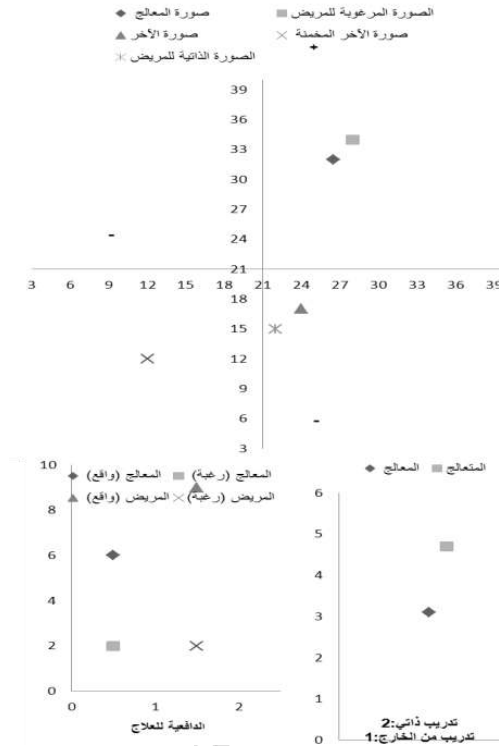 صورة المعالج الصورة المرغوبة للمريض
صورة الآخر صورة الآخر المخمنة
الصورة الذاتية للمريض
+
39
36
33
30
27
-
24
21
3 6 9 12 15 18 21 24 27 30 33 36 39
18
15
12
9
6
-
3
المعالج (واقع) المعالج (رغبة)
المريض (واقع) المريض (رغبة)
10
8
6
4
2
0
0 1 2
الدافعية للعلاج
المعالج المتعالج
6
5
4
3
2
1
0
تدريب ذاتي:2
تدريب من الخارج:1